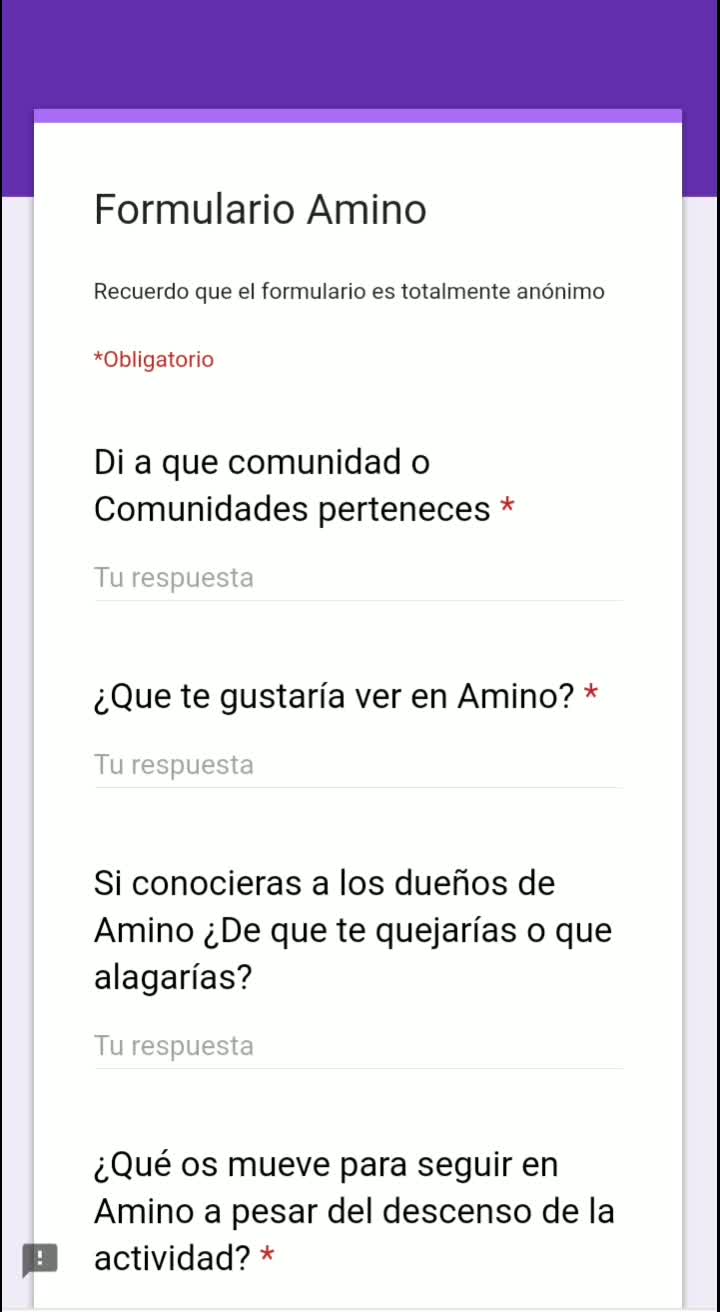 Formulario Amino
Recuerdo que el formulario es totalmente anónimo
*Obligatorio
Di a que comunidad o
Comunidades perteneces *
Tu respuesta
¿Que te gustaría ver en Amino? *
Tu respuesta
Si conocieras a los dueños de
Amino ¿De que te quejarías o que
alagarías?
Tu respuesta
¿Qué os mueve para seguir en
Amino a pesar del descenso de la
actividad? *